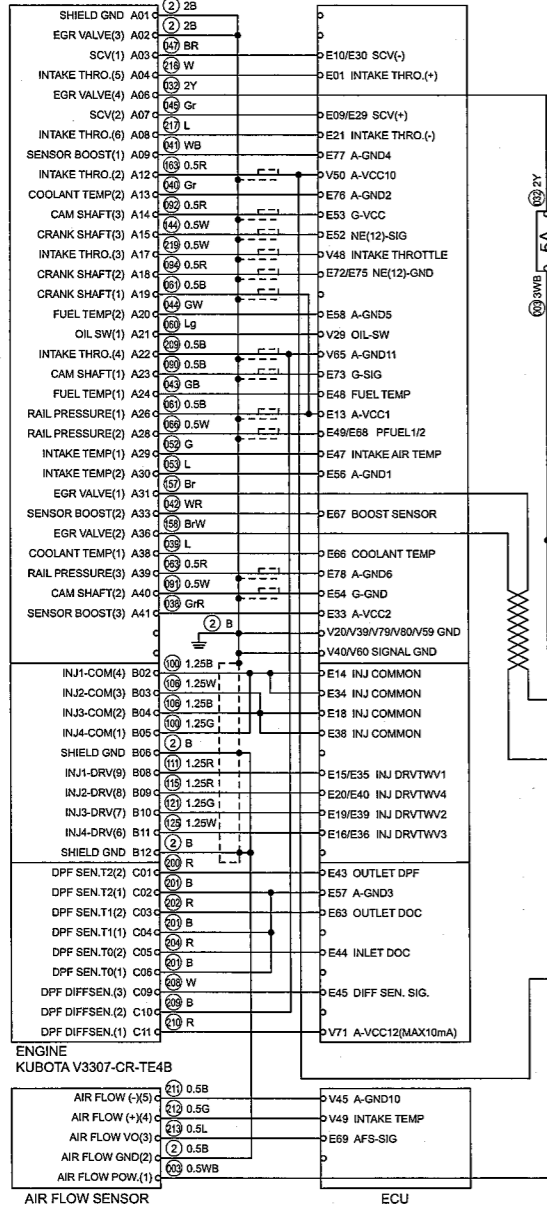 SHIELD GND A01 2 2B
EGR VALVE(3) A02 2 2B
SCV(1) A03 047 BR E10/E30 SCV(-)
INTAKE THRO.(5) A04 216 W E01 INTAKE THRO.(+)
EGR VALVE(4) A06 032 2Y
SCV(2) A07 045 Gr E09/E29 SCV(+)
INTAKE THRO.(6) A08 217 L E21 INTAKE THRO.(-)
SENSOR BOOST(1) A09 041 WB E77 A-GND4
INTAKE THRO.(2) A12 163 0.5R V50 A-VCC10
COOLANT TEMP(2) A13 040 Gr E76 A-GND2
CAM SHAFT(3) A14 092 0.5R E53 G-VCC
CRANK SHAFT(3) A15 144 0.5W E52 NE(12)-SIG
INTAKE THRO.(3) A17 219 0.5W V48 INTAKE THROTTLE
CRANK SHAFT(2) A18 094 0.5R E72/E75 NE(12)-GND
CRANK SHAFT(1) A19 061 0.5B
FUEL TEMP(2) A20 044 GW E58 A-GND5
OIL SW(1) A21 060 Lg V29 OIL-SW
INTAKE THRO.(4) A22 209 0.5B V65 A-GND11
CAM SHAFT(1) A23 090 0.5B E73 G-SIG
FUEL TEMP(1) A24 043 GB E48 FUEL TEMP
RAIL PRESSURE(1) A26 061 0.5B E13 A-VCC1
RAIL PRESSURE(2) A28 066 0.5W E49/E68 PFUEL1/2
INTAKE TEMP(1) A29 052 G E47 INTAKE AIR TEMP
INTAKE TEMP(2) A30 053 L E56 A-GND1
EGR VALVE(1) A31 157 Br
SENSOR BOOST(2) A33 042 WR E67 BOOST SENSOR
EGR VALVE(2) A36 158 BrW
COOLANT TEMP(1) A38 039 L E66 COOLANT TEMP
RAIL PRESSURE(3) A39 063 0.5R E78 A-GND6
CAM SHAFT(2) A40 091 0.5W E54 G-GND
SENSOR BOOST(3) A41 038 GrR E33 A-VCC2
2 B V20/V39/V79/V80/V59 GND
V40/V60 SIGNAL GND
INJ1-COM(4) B02 100 1.25B E14 INJ COMMON
INJ2-COM(3) B03 106 1.25W E34 INJ COMMON
INJ3-COM(2) B04 106 1.25B E18 INJ COMMON
INJ4-COM(1) B05 100 1.25G E38 INJ COMMON
SHIELD GND B06 2 B
INJ1-DRV(9) B08 111 1.25R E15/E35 INJ DRVTWV1
INJ2-DRV(8) B09 115 1.25R E20/E40 INJ DRVTWV4
INJ3-DRV(7) B10 121 1.25G E19/E39 INJ DRVTWV2
INJ4-DRV(6) B11 125 1.25W E16/E36 INJ DRVTWV3
SHIELD GND B12 2 B
DPF SEN.T2(2) C01 200 R E43 OUTLET DPF
DPF SEN.T2(1) C02 201 B E57 A-GND3
DPF SEN.T1(2) C03 202 R E63 OUTLET DOC
DPF SEN.T1(1) C04 201 B
DPF SEN.T0(2) C05 204 R E44 INLET DOC
DPF SEN.T0(1) C06 201 B
DPF DIFFSEN.(3) C09 208 W E45 DIFF SEN. SIG.
DPF DIFFSEN.(2) C10 209 B
DPF DIFFSEN.(1) C11 210 R V71 A-VCC12(MAX10mA)
ENGINE
KUBOTA V3307-CR-TE4B
AIR FLOW (-)(5) 211 0.5B V45 A-GND10
AIR FLOW (+)(4) 212 0.5G V49 INTAKE TEMP
AIR FLOW VO(3) 213 0.5L E69 AFS-SIG
AIR FLOW GND(2) 2 0.5B
AIR FLOW POW.(1) 003 0.5WB
AIR FLOW SENSOR
ECU
032 2Y
5A
003 3WB